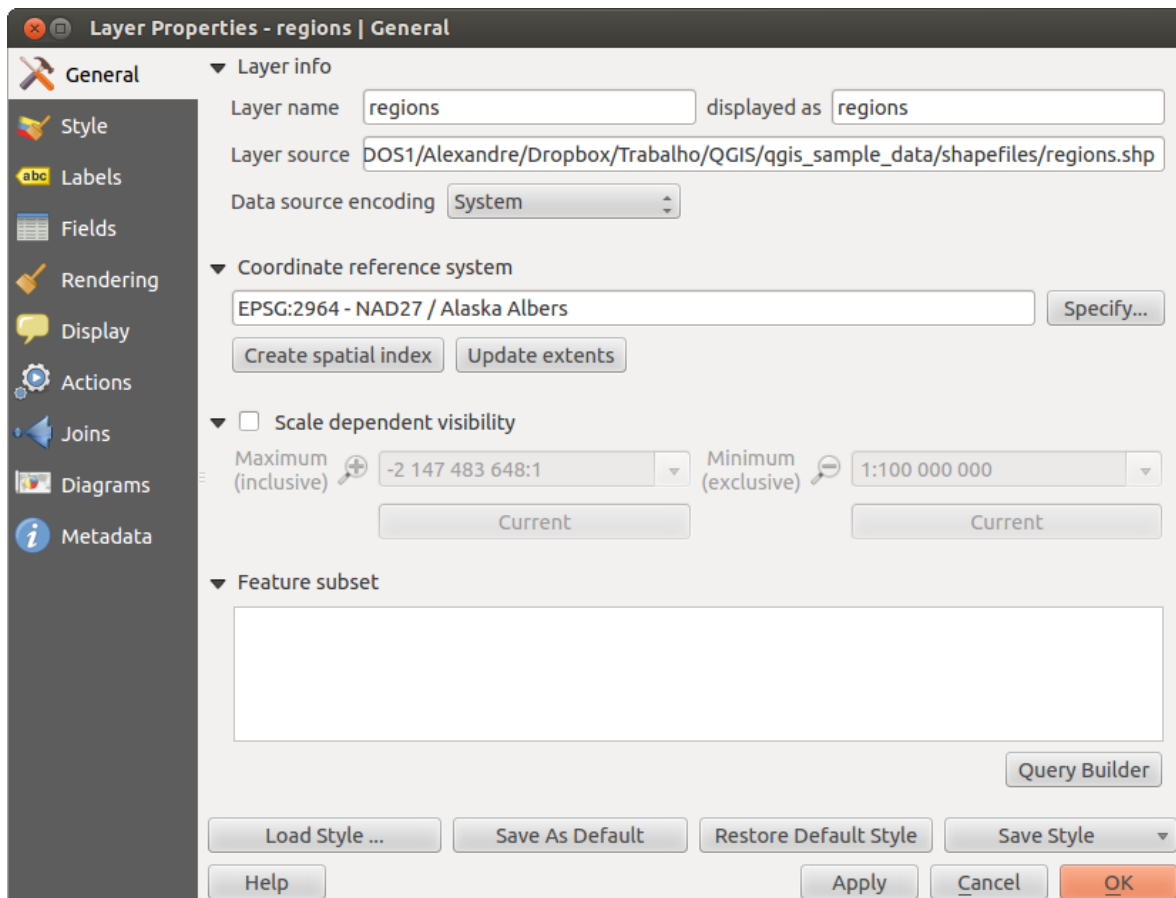 Layer Properties - regions | General
General
Style
abc Labels
Fields
Rendering
Display
Actions
Joins
Diagrams
i Metadata
Layer info
Layer name regions displayed as regions
Layer source DOS1/Alexandre/Dropbox/Trabalho/QGIS/qgis_sample_data/shapefiles/regions.shp
Data source encoding System
Coordinate reference system
EPSG:2964 - NAD27 / Alaska Albers Specify...
Create spatial index Update extents
Scale dependent visibility
Maximum
(inclusive) -2 147 483 648:1
Minimum
(exclusive) 1:100 000 000
Current Current
Feature subset
Query Builder
Load Style ... Save As Default Restore Default Style Save Style
Help Apply Cancel OK